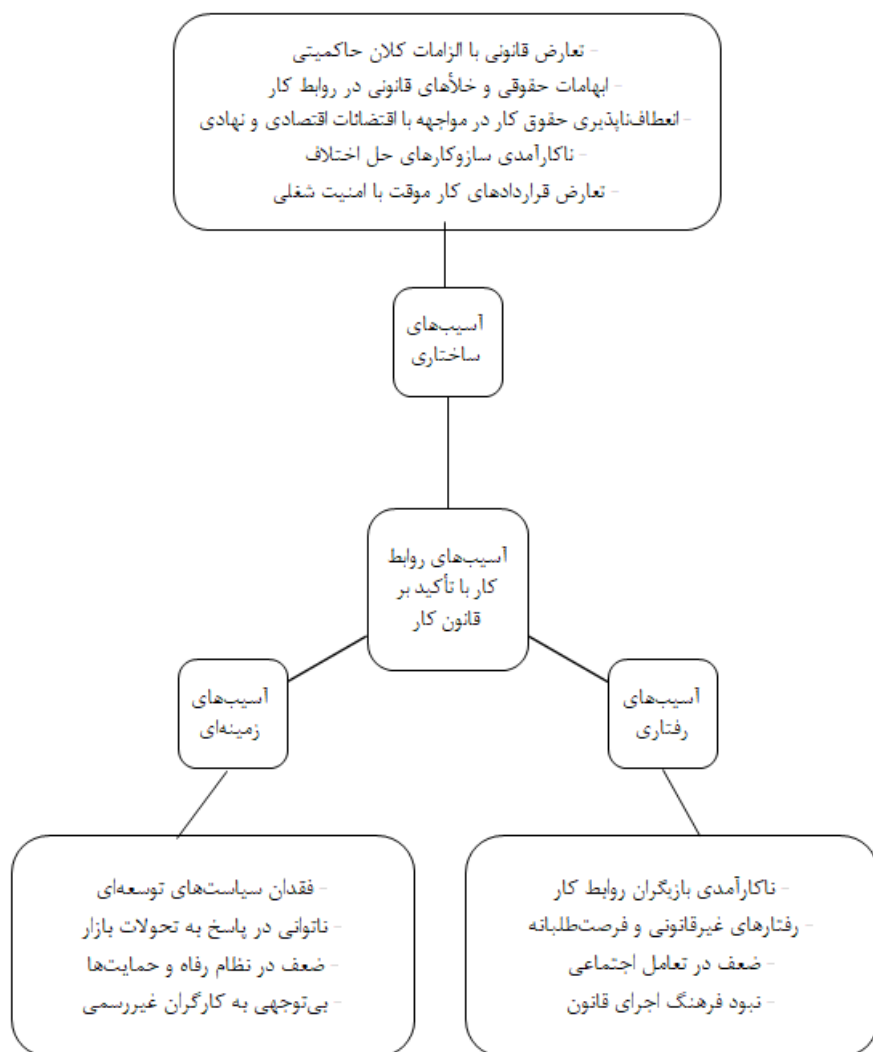 - تعارض قانونی با الزامات کلان حاکمیتی
- ابهامات حقوقی و خلأهای قانونی در روابط کار
- انعطاف‌ناپذیری حقوق کار در مواجهه با اقتضائات اقتصادی و نهادی
- ناکارآمدی سازوکارهای حل اختلاف
- تعارض قراردادهای کار موقت با امنیت شغلی
آسیب‌های
ساختاری
آسیب‌های روابط
کار با تأکید بر
قانون کار
آسیب‌های
رفتاری
آسیب‌های
زمینه‌ای
- ناکارآمدی بازیگران روابط کار
- رفتارهای غیرقانونی و فرصت‌طلبانه
- ضعف در تعامل اجتماعی
- نبود فرهنگ اجرای قانون
- فقدان سیاست‌های توسعه‌ای
- ناتوانی در پاسخ به تحولات بازار
- ضعف در نظام رفاه و حمایت‌ها
- بی‌توجهی به کارگران غیررسمی